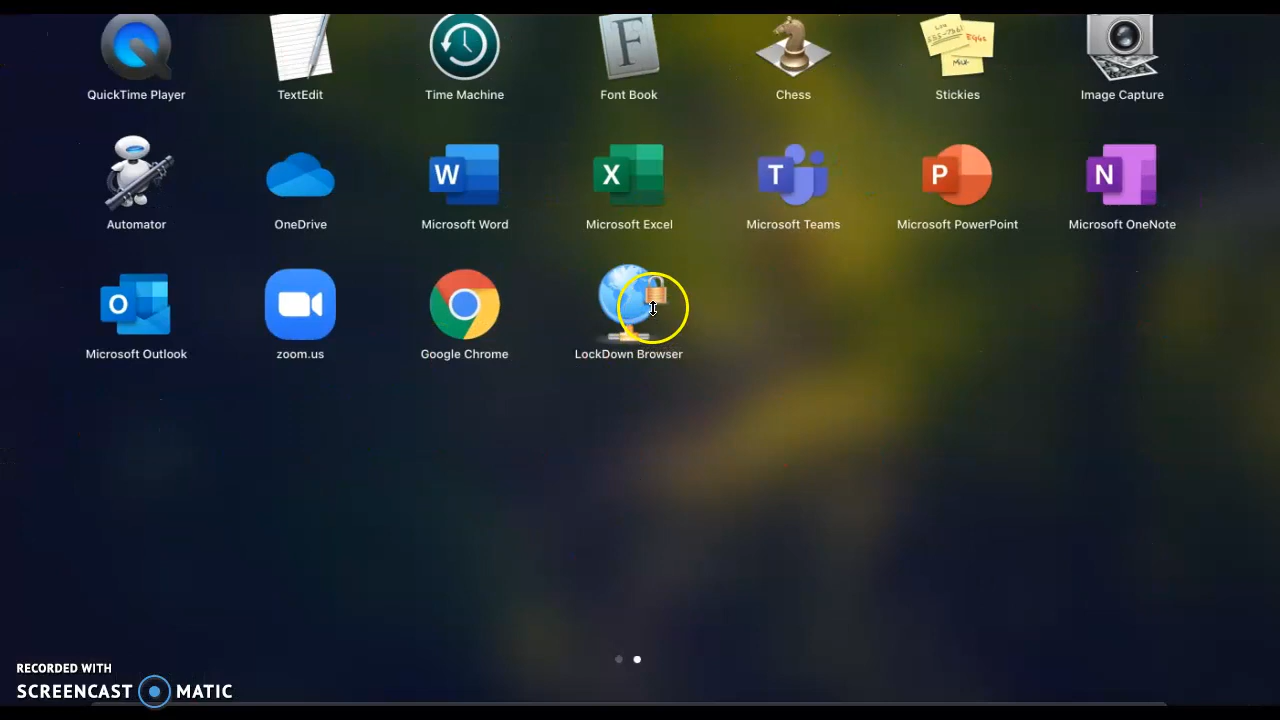 QuickTime Player
TextEdit
Time Machine
F
Font Book
Chess
Stickies
Image Capture
Automator
OneDrive
W
Microsoft Word
X
Microsoft Excel
T
Microsoft Teams
P
Microsoft PowerPoint
N
Microsoft OneNote
O
Microsoft Outlook
zoom.us
Google Chrome
LockDown Browser
RECORDED WITH
SCREENCAST MATIC